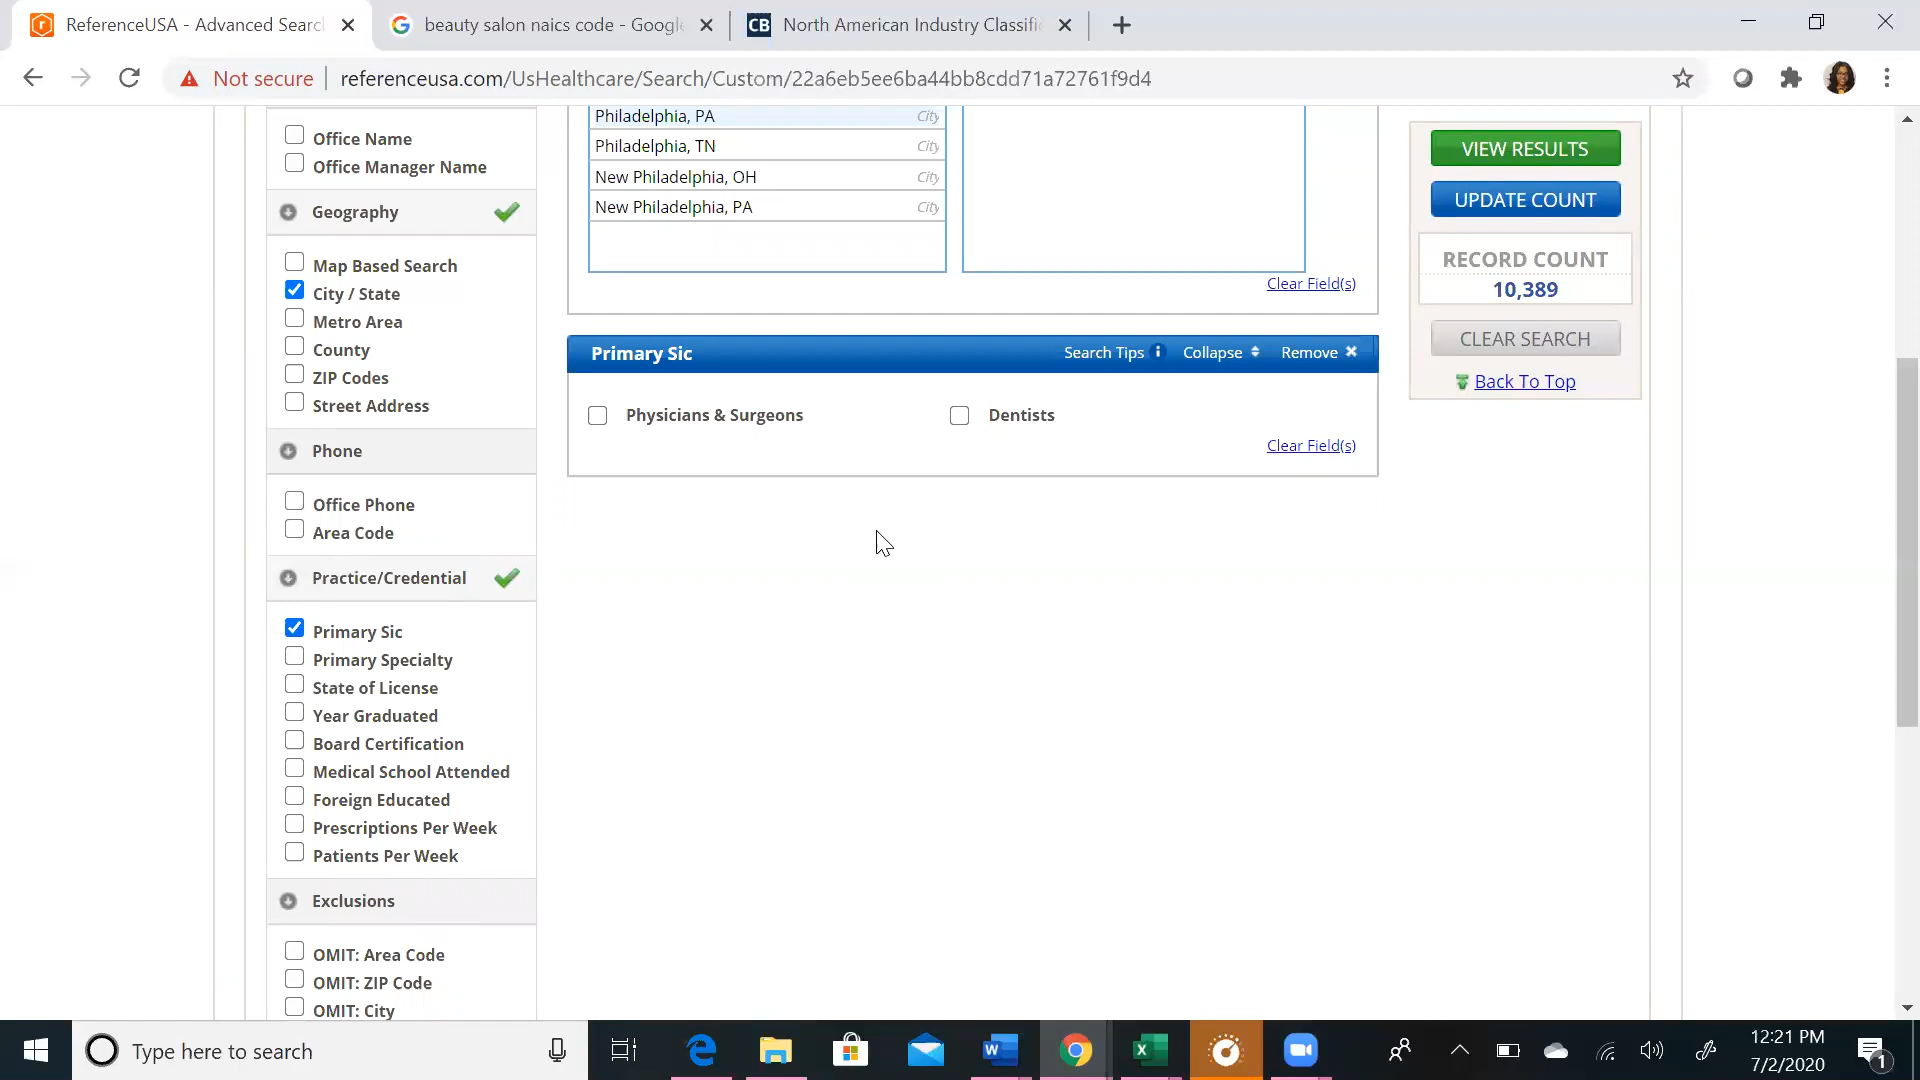 ReferenceUSA - Advanced Searc
beauty salon naics code - Google
CB North American Industry Classifi
Not secure
referenceusa.com/UsHealthcare/Search/Custom/22a6eb5ee6ba44bb8cdd71a72761f9d4
Office Name
Office Manager Name
Geography
Map Based Search
City / State
Metro Area
County
ZIP Codes
Street Address
Phone
Office Phone
Area Code
Practice/Credential
Primary Sic
Primary Specialty
State of License
Year Graduated
Board Certification
Medical School Attended
Foreign Educated
Prescriptions Per Week
Patients Per Week
Exclusions
OMIT: Area Code
OMIT: ZIP Code
OMIT: City
Philadelphia, PA City
Philadelphia, TN City
New Philadelphia, OH City
New Philadelphia, PA City
Clear Field(s)
Primary Sic
Search Tips i Collapse Remove
Physicians & Surgeons
Dentists
Clear Field(s)
VIEW RESULTS
UPDATE COUNT
RECORD COUNT
10,389
CLEAR SEARCH
Back To Top
Type here to search
12:21 PM
7/2/2020
1